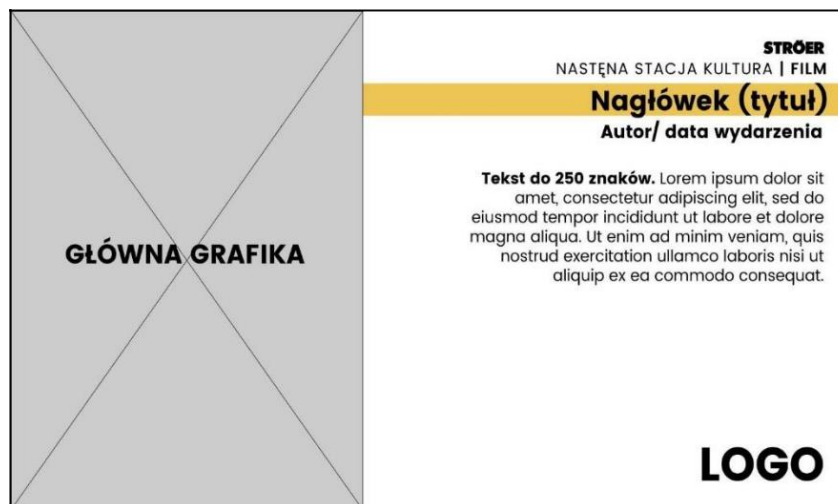 GŁÓWNA GRAFIKA
STRÖER
NASTĘNA STACJA KULTURA | FILM
Nagłówek (tytuł)
Autor/ data wydarzenia
Tekst do 250 znaków. Lorem ipsum dolor sit
amet, consectetur adipiscing elit, sed do
eiusmod tempor incididunt ut labore et dolore
magna aliqua. Ut enim ad minim veniam, quis
nostrud exercitation ullamco laboris nisi ut
aliquip ex ea commodo consequat.
LOGO